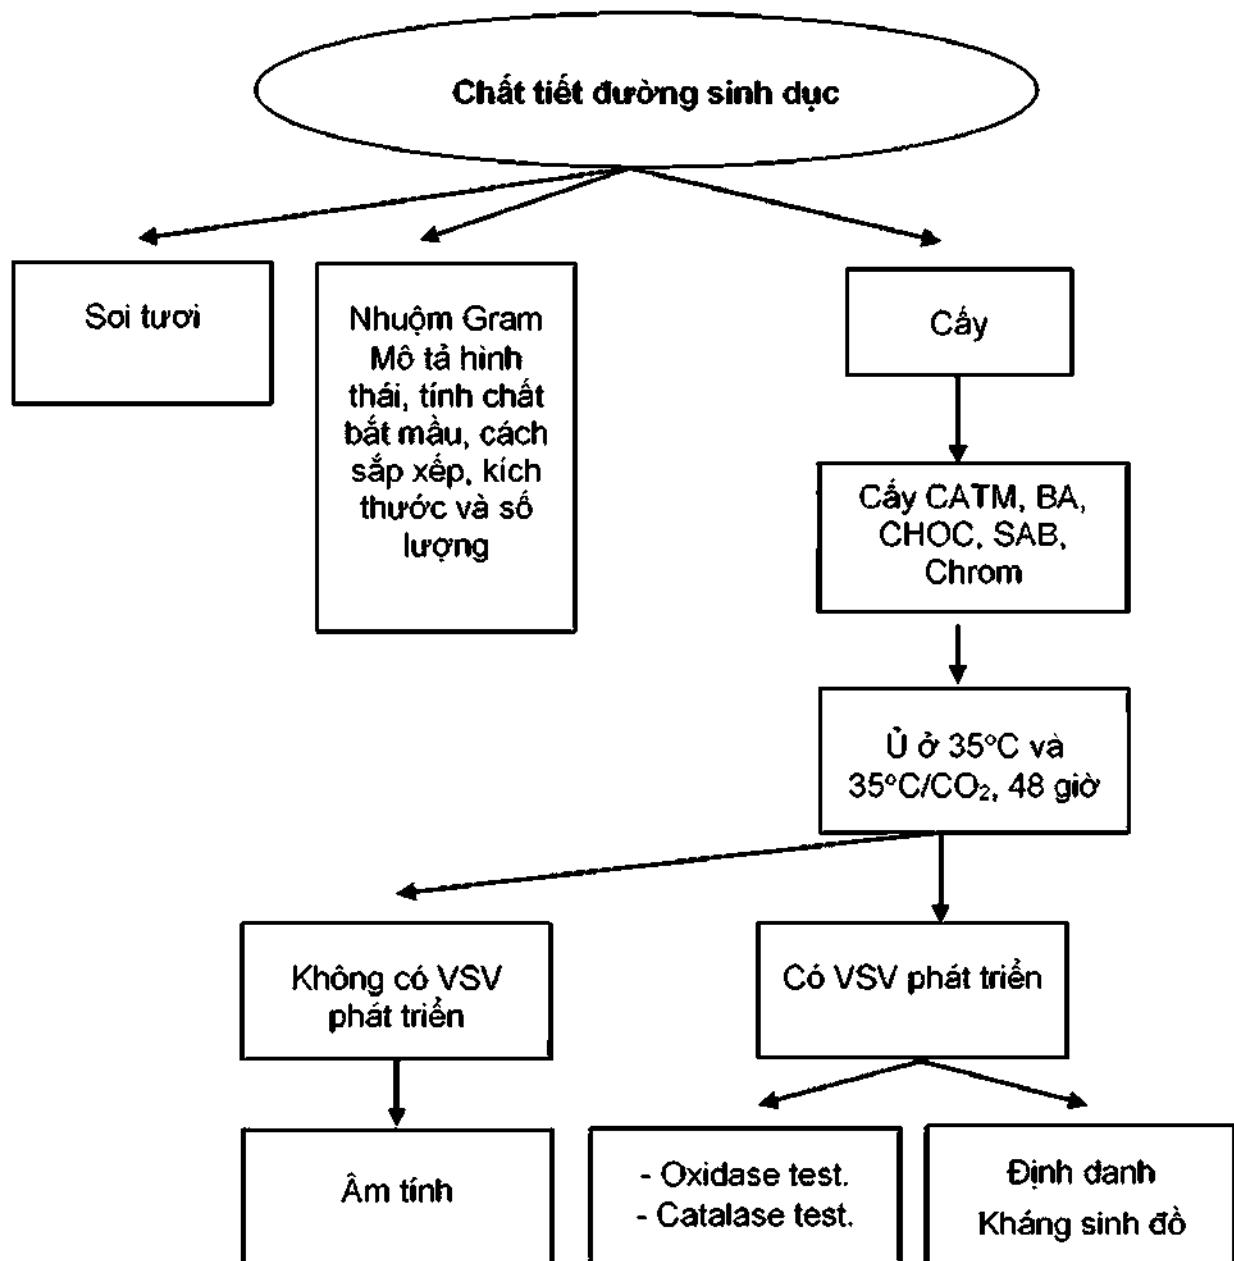 Chất tiết đường sinh dục
Soi tươi
Nhuộm Gram
Mô tả hình
thái, tính chất
bắt mầu, cách
sắp xếp, kích
thước và số
lượng
Cấy
Cấy CATM, BA,
CHOC, SAB,
Chrom
Ủ ở 35°C và
35°C/CO₂, 48 giờ
Không có VSV
phát triển
Có VSV phát triển
Âm tính
- Oxidase test.
- Catalase test.
Định danh
Kháng sinh đồ